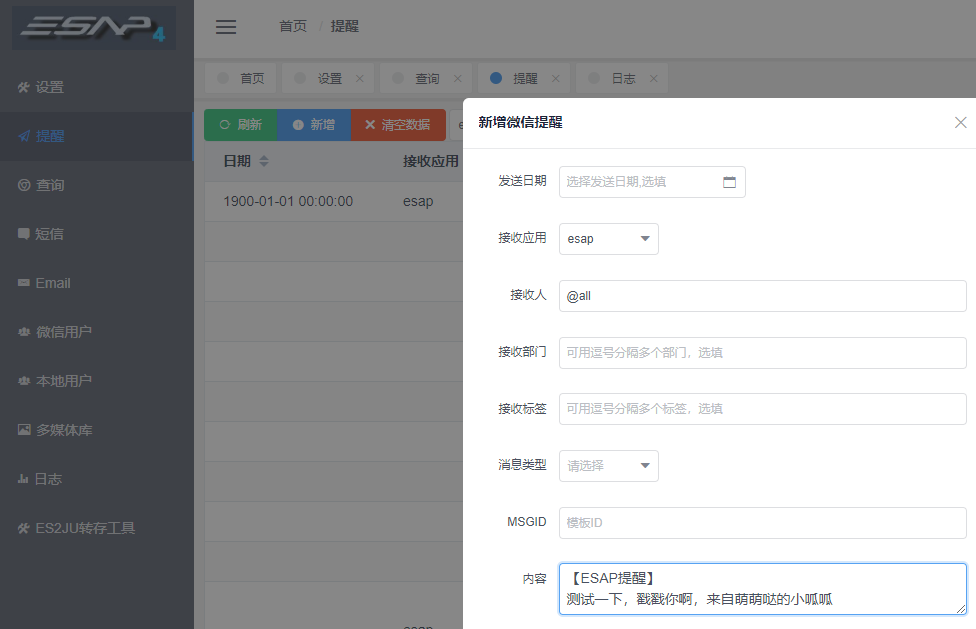 ESAP4
首页 / 提醒
设置
提醒
查询
短信
Email
微信用户
本地用户
多媒体库
日志
ES2JU转存工具
首页 设置 查询 提醒 日志
刷新 新增 清空数据
日期 接收应用
1900-01-01 00:00:00 esap
新增微信提醒
发送日期 选择发送日期,选填
接收应用 esap
接收人 @all
接收部门 可用逗号分隔多个部门，选填
接收标签 可用逗号分隔多个标签，选填
消息类型 请选择
MSGID 模板ID
内容 【ESAP提醒】
测试一下，戳戳你啊，来自萌萌哒的小呱呱